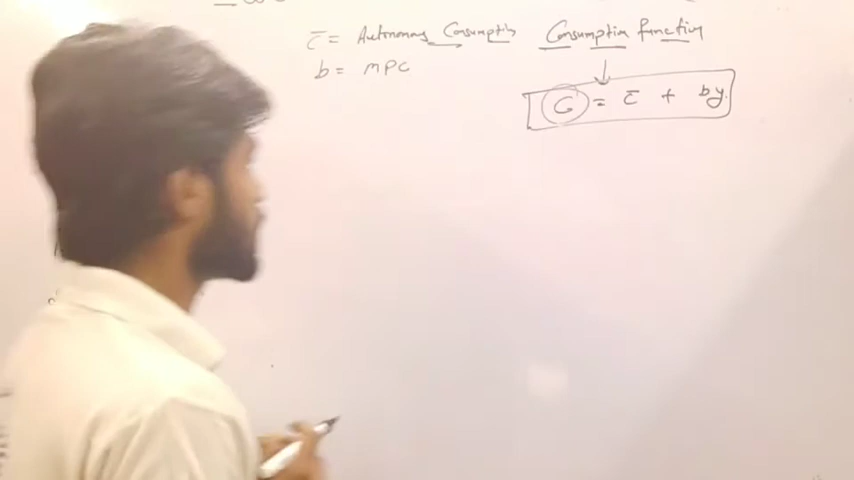 c̄ = Autonomous Consumption
b = MPC
Consumption function
C = c̄ + by